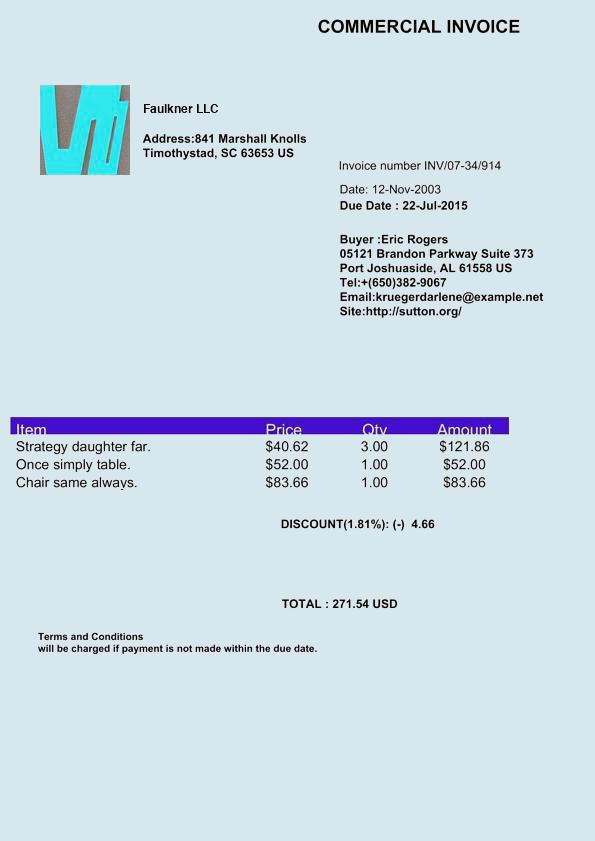 COMMERCIAL INVOICE
Faulkner LLC
Address:841 Marshall Knolls
Timothystad, SC 63653 US
Invoice number INV/07-34/914
Date: 12-Nov-2003
Due Date : 22-Jul-2015
Buyer :Eric Rogers
05121 Brandon Parkway Suite 373
Port Joshuaside, AL 61558 US
Tel:+(650)382-9067
Email:kruegerdarlene@example.net
Site:http://sutton.org/
Item Price Qty Amount
Strategy daughter far. $40.62 3.00 $121.86
Once simply table. $52.00 1.00 $52.00
Chair same always. $83.66 1.00 $83.66
DISCOUNT(1.81%): (-) 4.66
TOTAL : 271.54 USD
Terms and Conditions
will be charged if payment is not made within the due date.